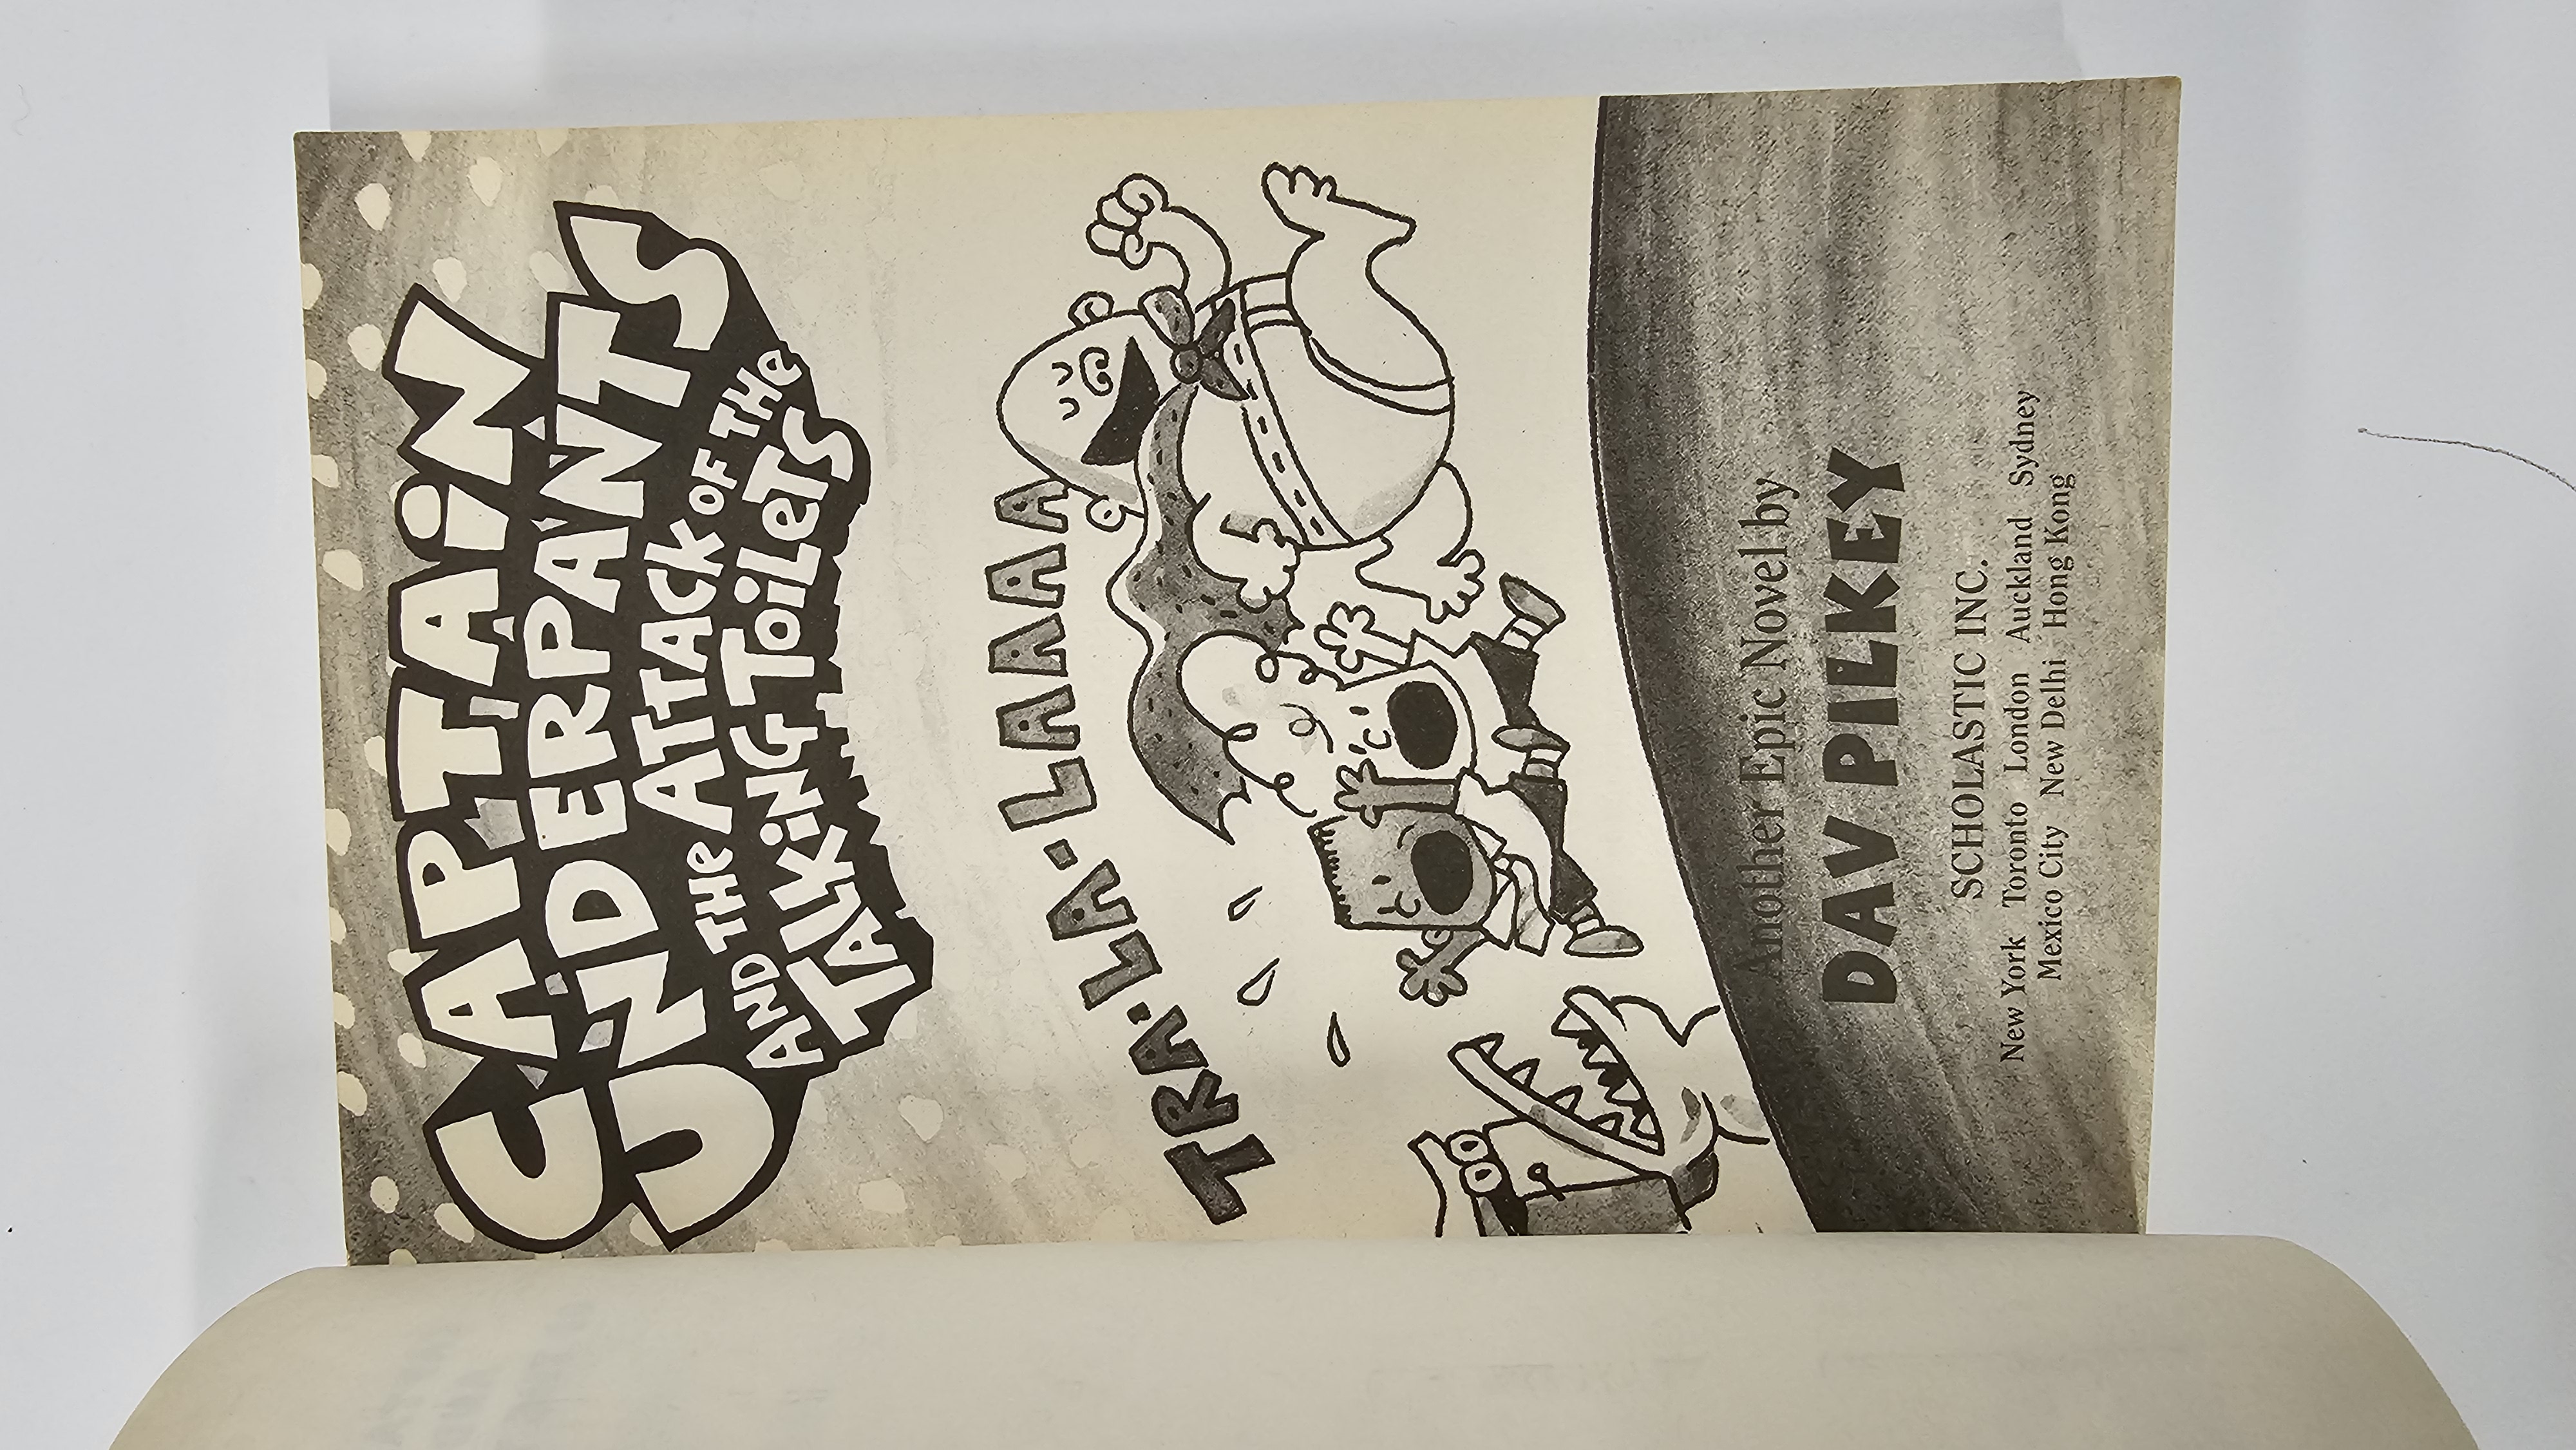 CAPTAiN
UNDERPANTS
AND THe ATTACK OF THe
TALKiNG ToiLeTS
TRA-LA-LAAAA
Another Epic Novel by
DAV PILKEY
SCHOLASTIC INC.
New York Toronto London Auckland Sydney
Mexico City New Delhi Hong Kong